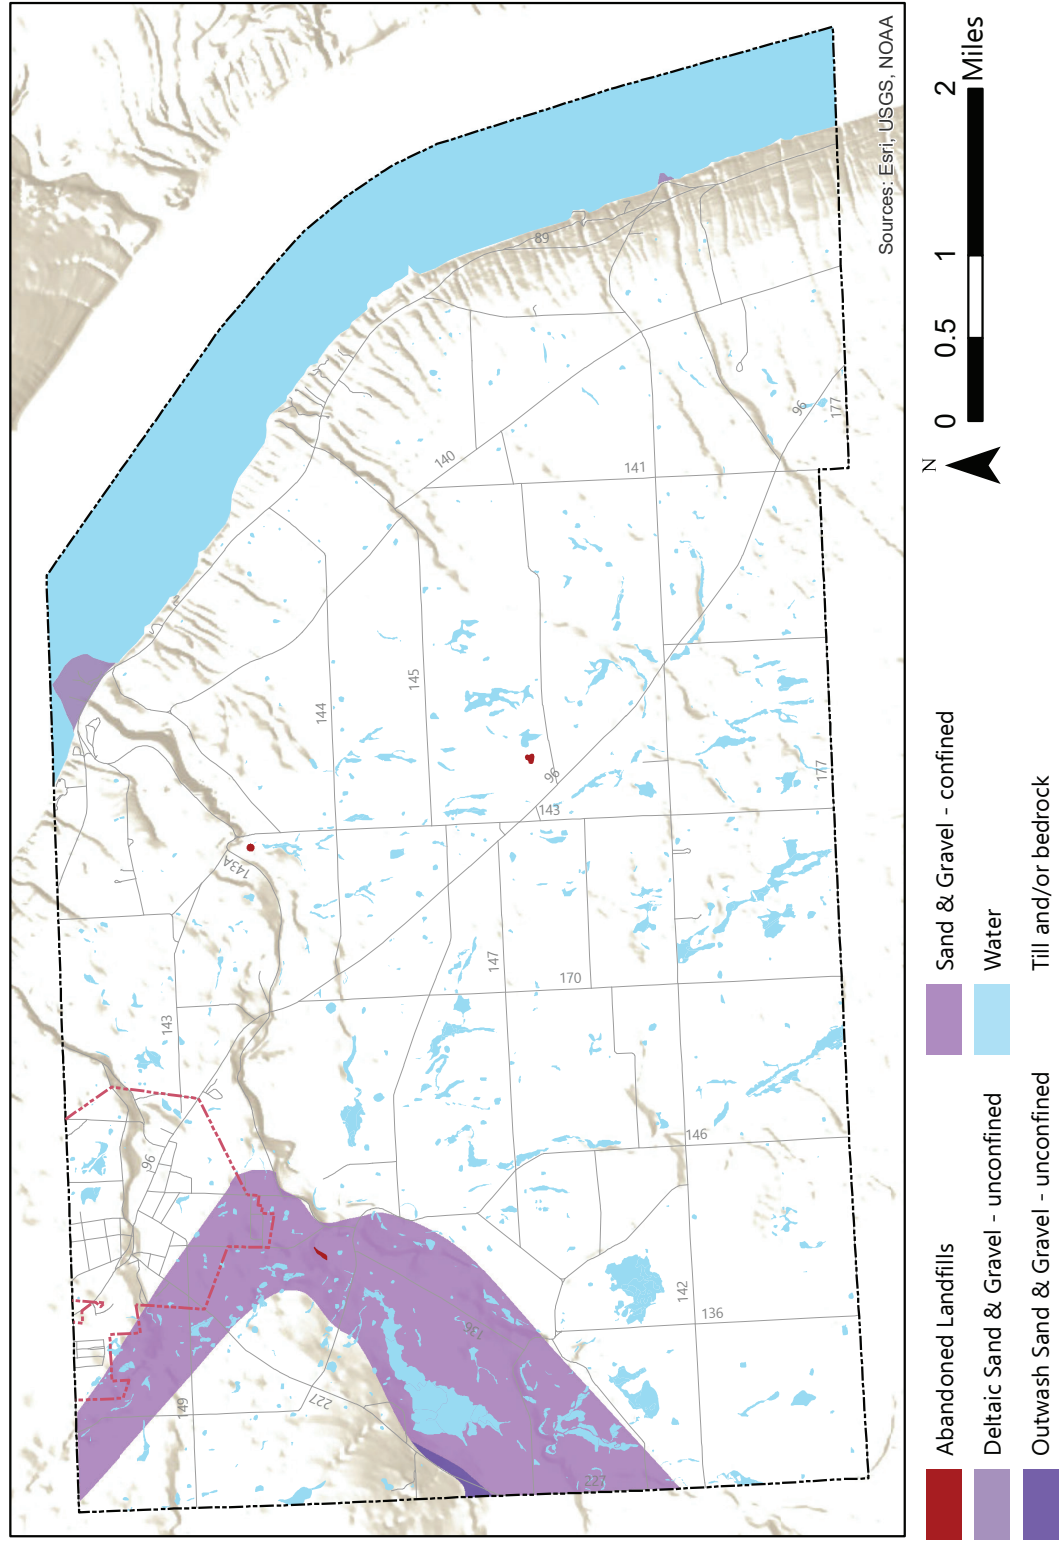 89
140
141
96
177
145
144
96
143
177
143A
147
170
143
146
96
142
136
136
227
149
227
Sources: Esri, USGS, NOAA
N
0 0.5 1 2
Miles
Abandoned Landfills
Deltaic Sand & Gravel - unconfined
Outwash Sand & Gravel - unconfined
Sand & Gravel - confined
Water
Till and/or bedrock